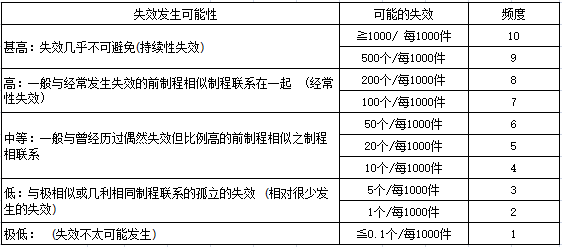 失效发生可能性 可能的失效 频度
甚高：失效几乎不可避免(持续性失效) ≧1000/ 每1000件 10
500个/每1000件 9
高：一般与经常发生失效的前制程相似制程联系在一起 （经常 200个/每1000件 8
性失效） 100个/每1000件 7
中等：一般与曾经历过偶然失效但比例高的前制程相似之制程 50个/每1000件 6
相联系 20个/每1000件 5
10个/每1000件 4
低：与极相似或几利相同制程联系的孤立的失效 (相对很少发 5个/每1000件 3
生的失效) 1个/每1000件 2
极低： (失效不太可能发生) ≦0.1个/每1000件 1